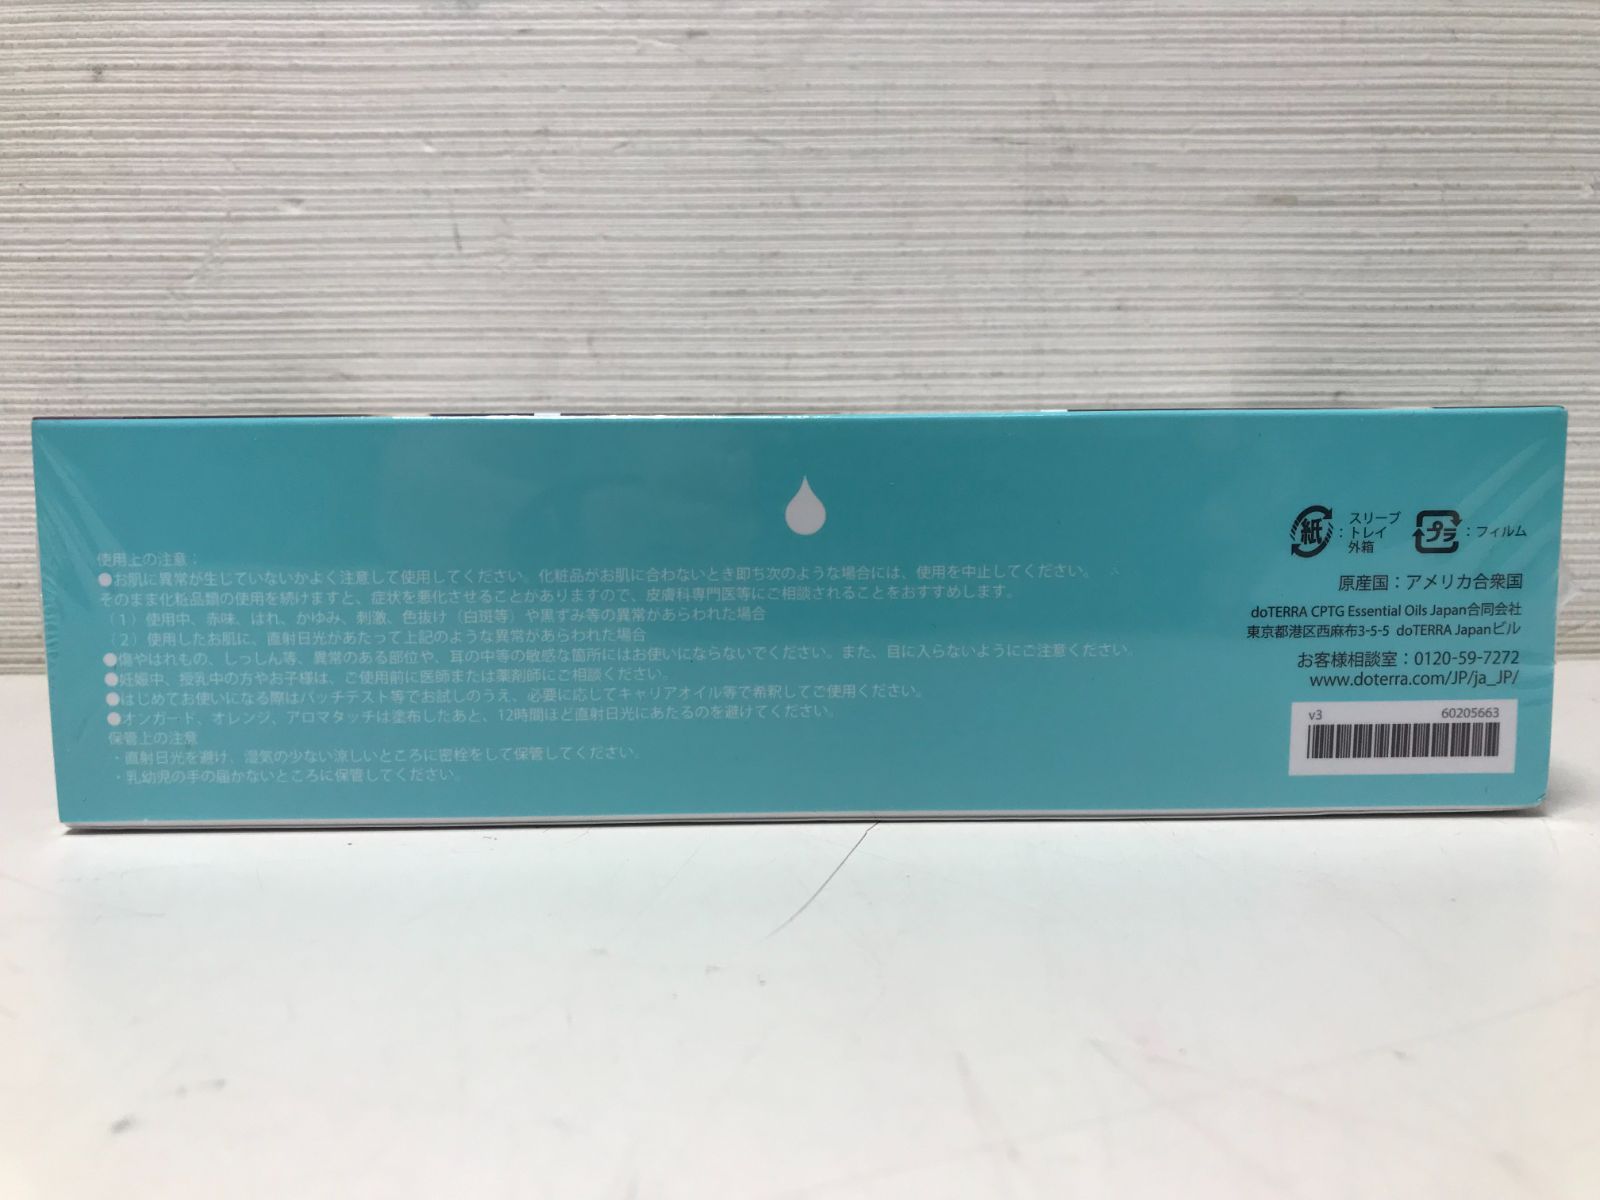 使用上の注意：
●お肌に異常が生じていないかよく注意して使用してください。化粧品がお肌に合わないとき即ち次のような場合には、使用を中止してください。
そのまま化粧品類の使用を続けますと、症状を悪化させることがありますので、皮膚科専門医等にご相談されることをおすすめします。
（1）使用中、赤味、はれ、かゆみ、刺激、色抜け（白斑等）や黒ずみ等の異常があらわれた場合
（2）使用したお肌に、直射日光があたって上記のような異常があらわれた場合
●傷やはれもの、しっしん等、異常のある部位や、耳の中等の敏感な箇所にはお使いにならないでください。また、目に入らないようにご注意ください。
●妊娠中、授乳中の方やお子様は、ご使用前に医師または薬剤師にご相談ください。
●はじめてお使いになる際はパッチテスト等でお試しのうえ、必要に応じてキャリアオイル等で希釈してご使用ください。
●オンガード、オレンジ、アロマタッチは塗布したあと、12時間ほど直射日光にあたるのを避けてください。
保管上の注意
・直射日光を避け、湿気の少ない涼しいところに密栓をして保管してください。
・乳幼児の手の届かないところに保管してください。
紙：スリーブ
トレイ
外箱
プラ：フィルム
原産国：アメリカ合衆国
doTERRA CPTG Essential Oils Japan合同会社
東京都港区西麻布3-5-5 doTERRA Japanビル
お客様相談室：0120-59-7272
www.doterra.com/JP/ja_JP/
v3 60205663